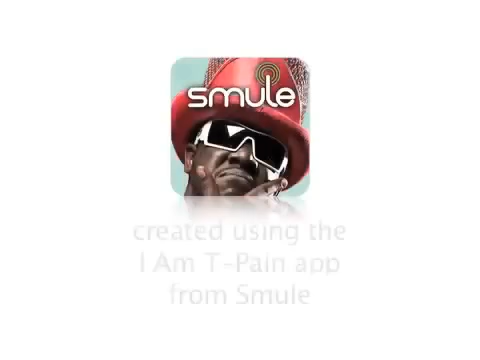 smule
created using the
I Am T-Pain app
from Smule